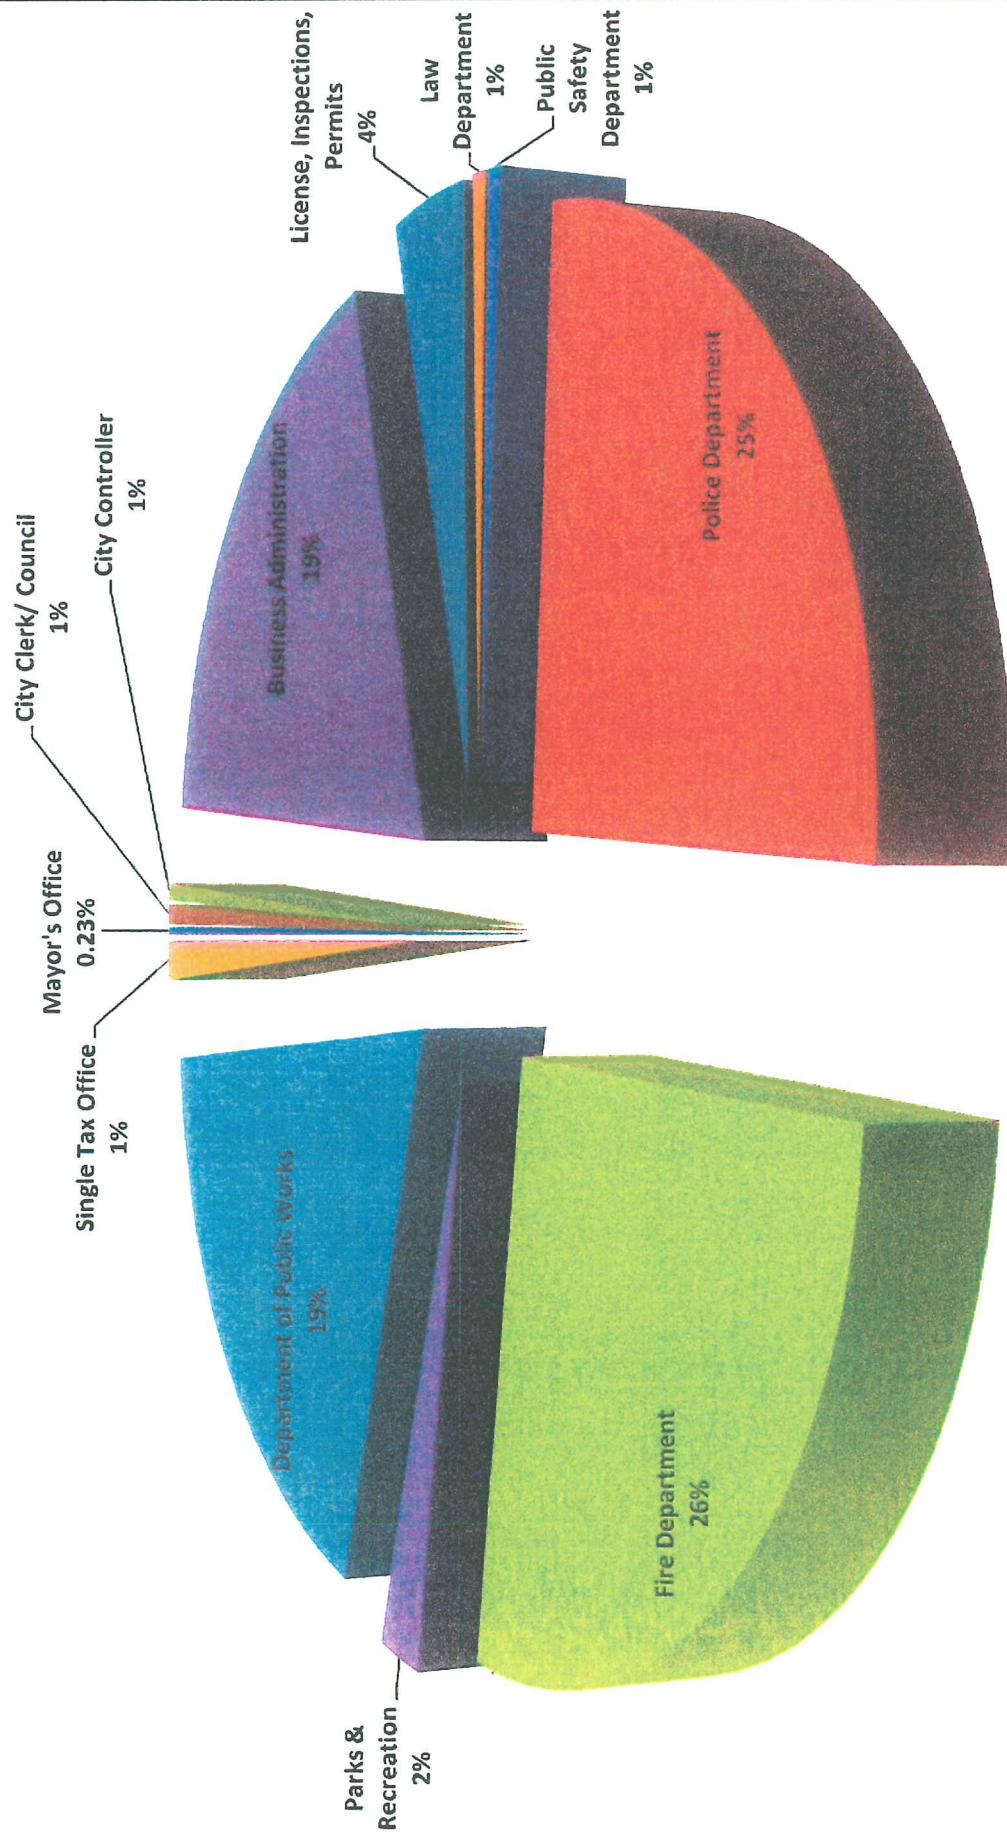 Mayor's Office
0.23%
City Clerk/ Council
1%
City Controller
1%
Business Administration
19%
License, Inspections,
Permits
4%
Law
Department
1%
Public
Safety
Department
1%
Police Department
25%
Fire Department
26%
Parks &
Recreation
2%
Department of Public Works
19%
Single Tax Office
1%